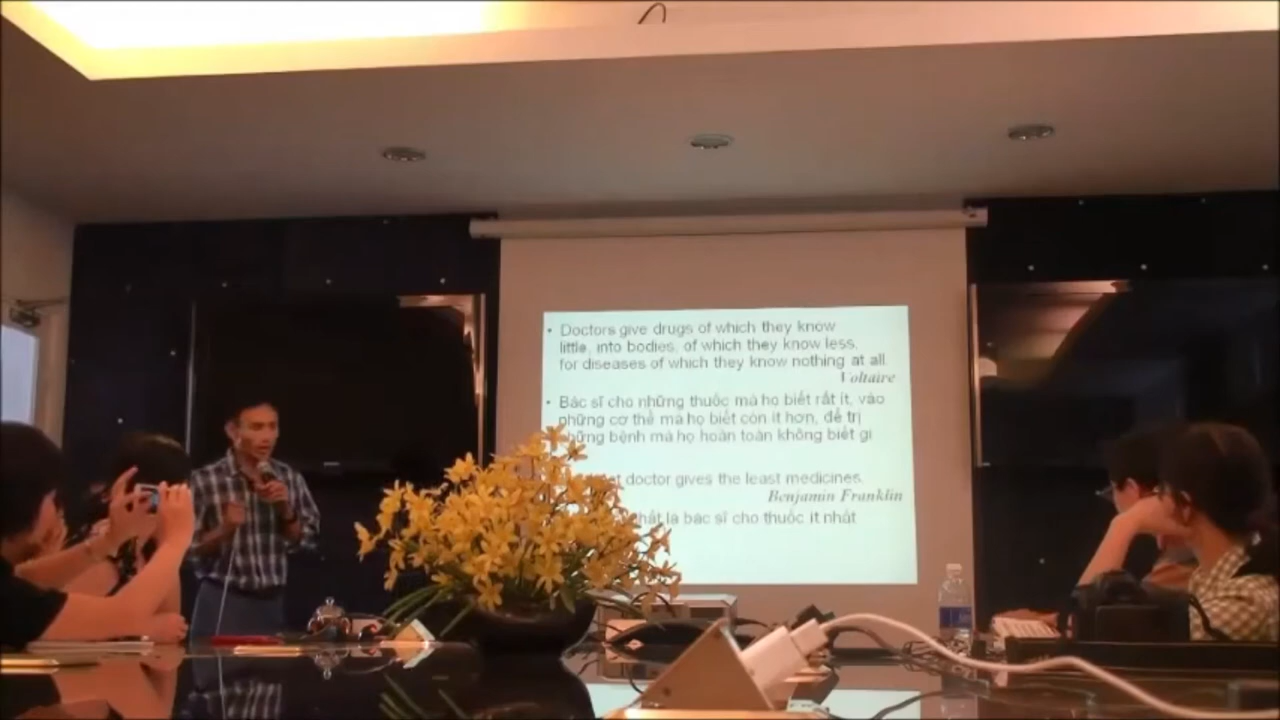 • Doctors give drugs of which they know
little, into bodies, of which they know less,
for diseases of which they know nothing at all.
Voltaire
• Bác sĩ cho những thuốc mà họ biết rất ít, vào
những cơ thể mà họ biết còn ít hơn, để trị
những bệnh mà họ hoàn toàn không biết gì
doctor gives the least medicines.
Benjamin Franklin
nhất là bác sĩ cho thuốc ít nhất